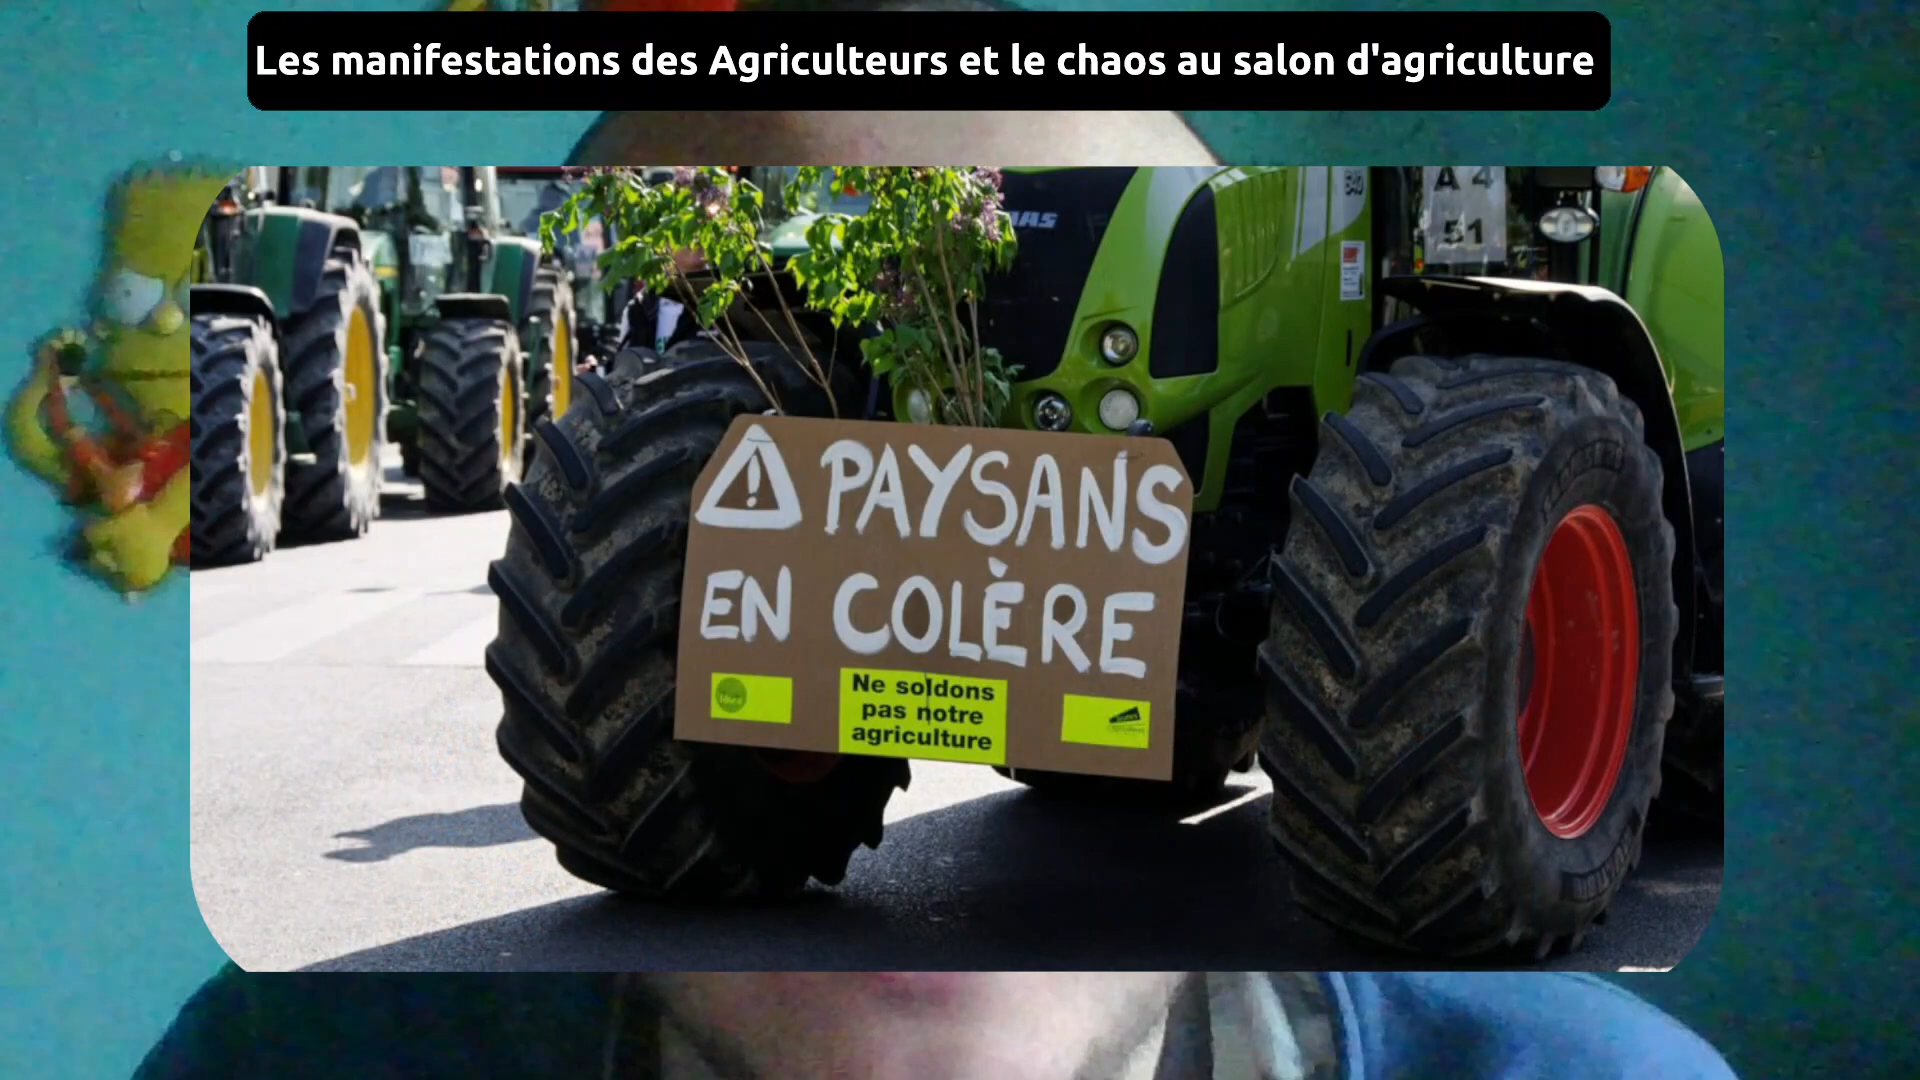 Les manifestations des Agriculteurs et le chaos au salon d'agriculture
A 4
51
PAYSANS
EN COLÈRE
Ne soldons
pas notre
agriculture